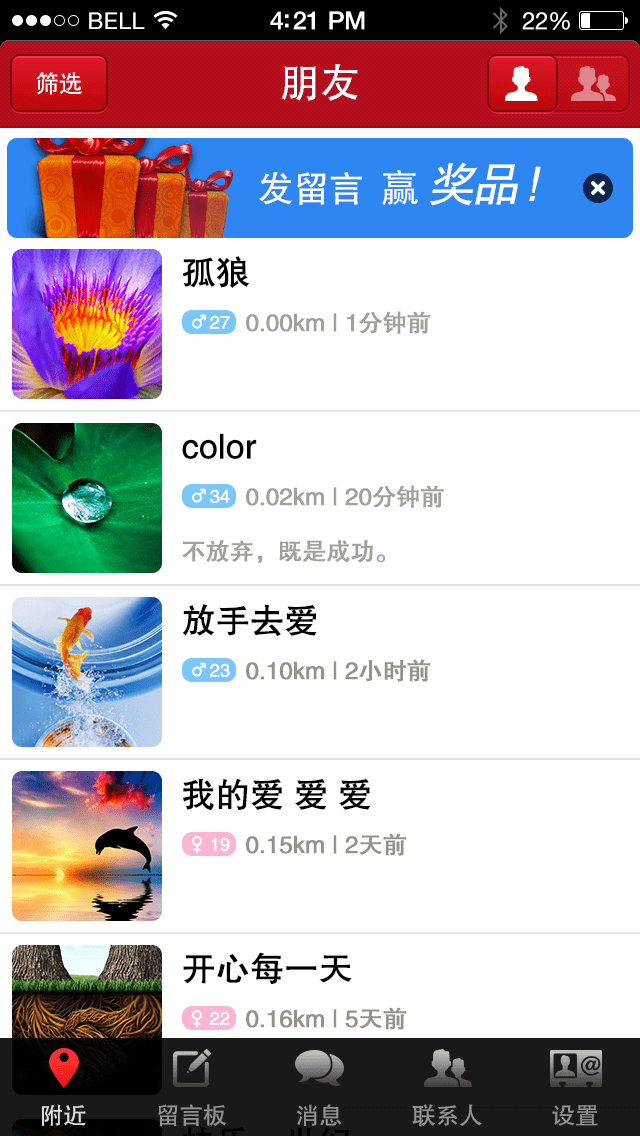 BELL 4:21 PM 22%
筛选 朋友
发留言 赢 奖品!
孤狼
♂27 0.00km | 1分钟前
color
♂34 0.02km | 20分钟前
不放弃，既是成功。
放手去爱
♂23 0.10km | 2小时前
我的爱 爱 爱
♀19 0.15km | 2天前
开心每一天
♀22 0.16km | 5天前
附近 留言板 消息 联系人 设置